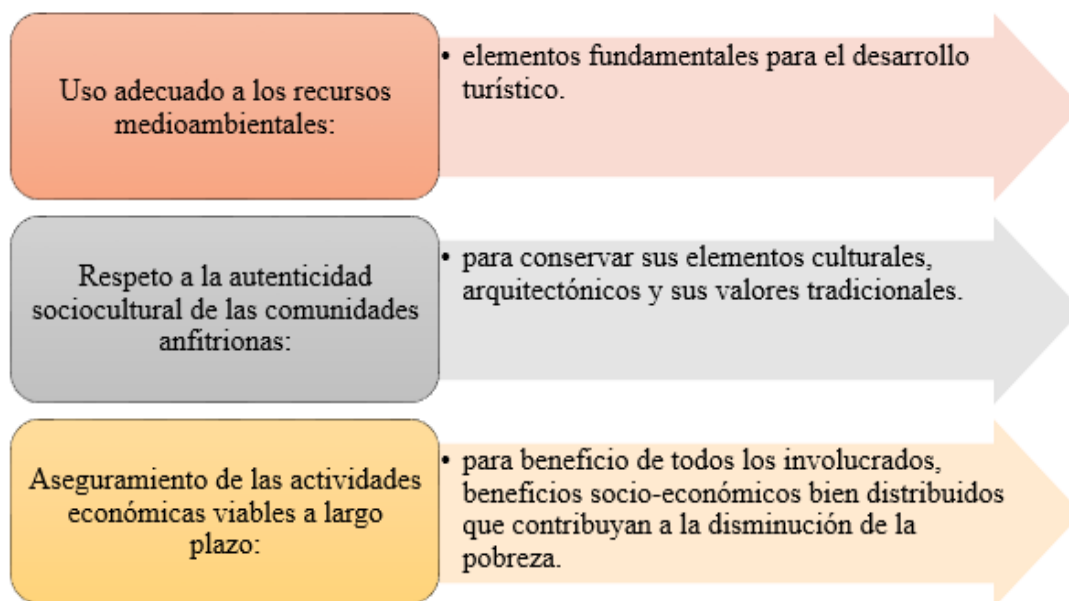 Uso adecuado a los recursos
medioambientales:
• elementos fundamentales para el desarrollo
turístico.
Respeto a la autenticidad
sociocultural de las comunidades
anfitrionas:
• para conservar sus elementos culturales,
arquitectónicos y sus valores tradicionales.
Aseguramiento de las actividades
económicas viables a largo
plazo:
• para beneficio de todos los involucrados,
beneficios socio-económicos bien distribuidos
que contribuyan a la disminución de la
pobreza.